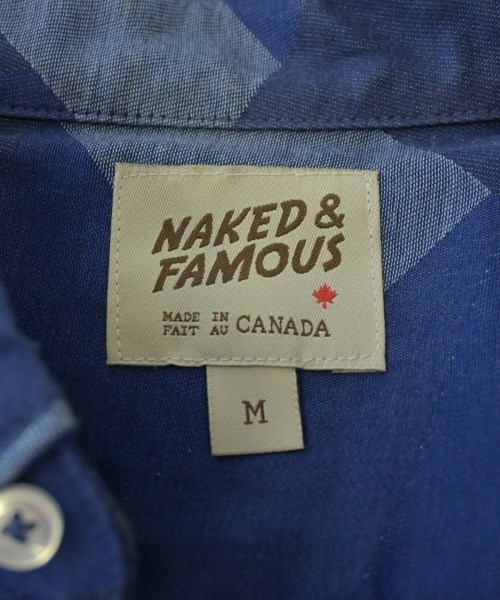 NAKED &
FAMOUS
MADE IN
FAIT AU CANADA
M